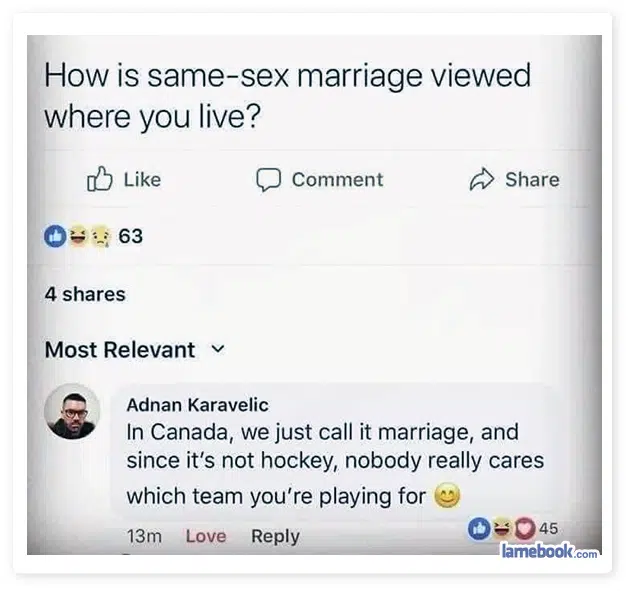 How is same-sex marriage viewed
where you live?
Like
Comment
Share
63
4 shares
Most Relevant
Adnan Karavelic
In Canada, we just call it marriage, and
since it's not hockey, nobody really cares
which team you're playing for 😊
13m
Love
Reply
45
lamebook.com